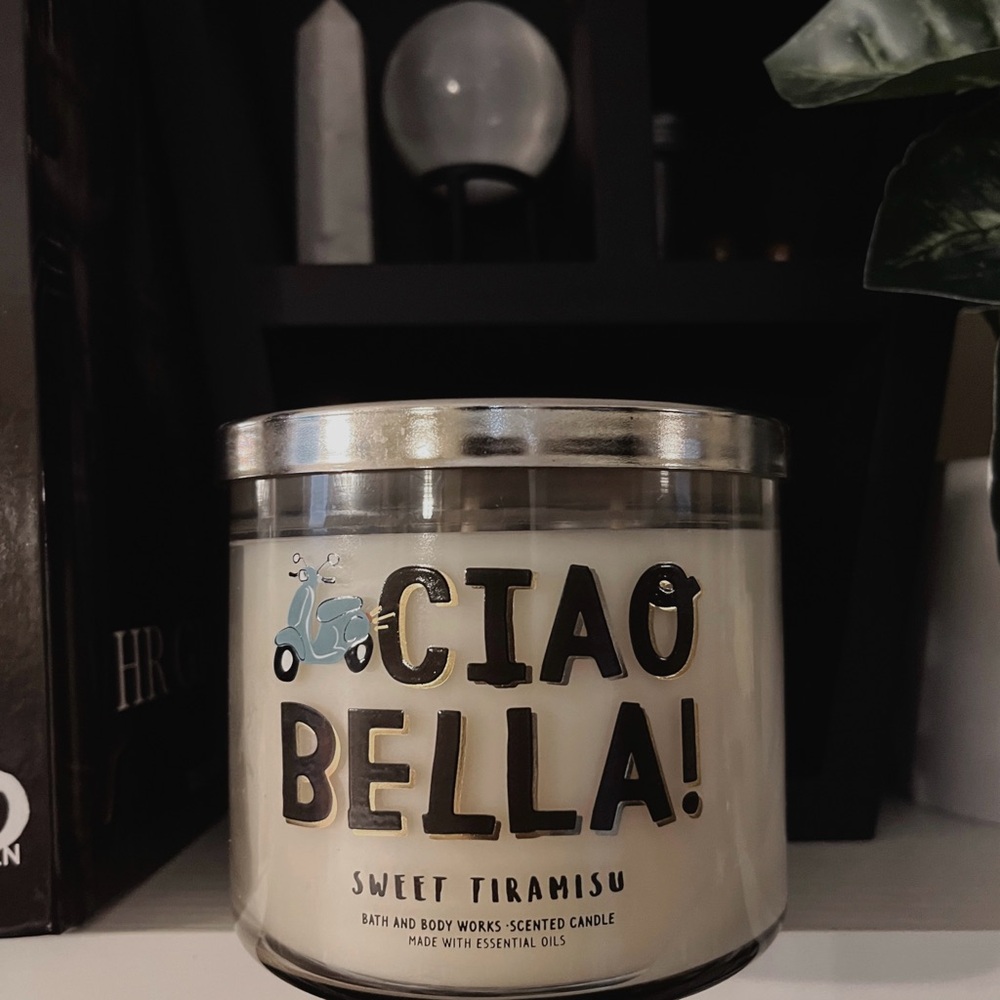 CIAO
BELLA!
SWEET TIRAMISU
BATH AND BODY WORKS ·SCENTED CANDLE
MADE WITH ESSENTIAL OILS